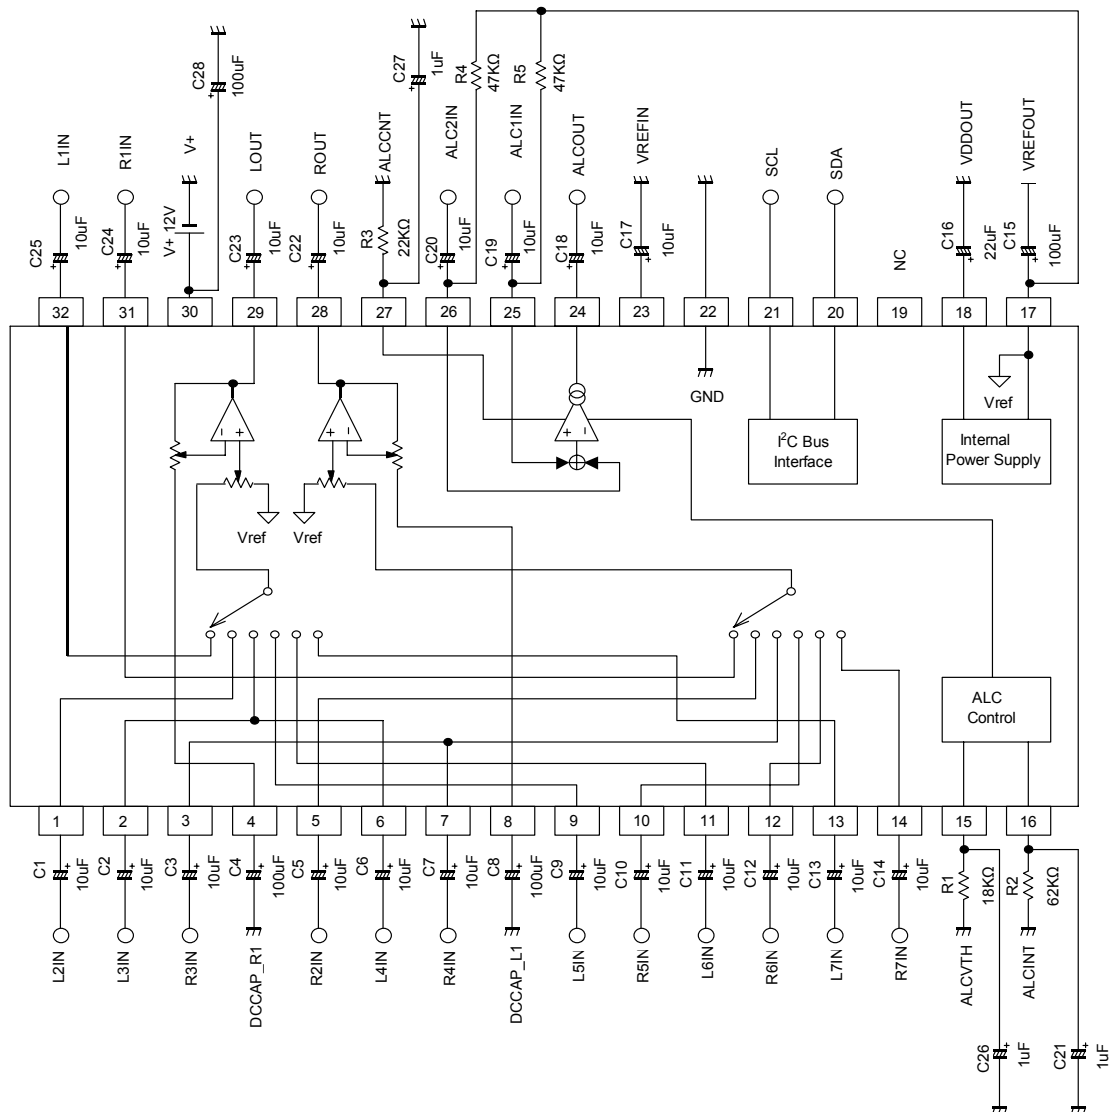 L1IN
C25
10uF
R1IN
C24
10uF
V+
V+ 12V
C28
100uF
LOUT
C23
10uF
ROUT
C22
10uF
ALCCNT
R3
22KΩ
C27
1uF
ALC2IN
C20
10uF
R4
47KΩ
ALC1IN
C19
10uF
R5
47KΩ
ALCOUT
C18
10uF
VREFIN
C17
10uF
SCL
SDA
NC
VDDOUT
C16
22uF
VREFOUT
C15
100uF
32
31
30
29
28
27
26
25
24
23
22
21
20
19
18
17
GND
Vref
I2C Bus
Interface
Internal
Power Supply
Vref
Vref
ALC
Control
1
2
3
4
5
6
7
8
9
10
11
12
13
14
15
16
C1
10uF
C2
10uF
C3
10uF
C4
100uF
C5
10uF
C6
10uF
C7
10uF
C8
100uF
C9
10uF
C10
10uF
C11
10uF
C12
10uF
C13
10uF
C14
10uF
R1
18KΩ
R2
62KΩ
L2IN
L3IN
R3IN
DCCAP_R1
R2IN
L4IN
R4IN
DCCAP_L1
L5IN
R5IN
L6IN
R6IN
L7IN
R7IN
ALCVTH
ALCINT
C26
1uF
C21
1uF